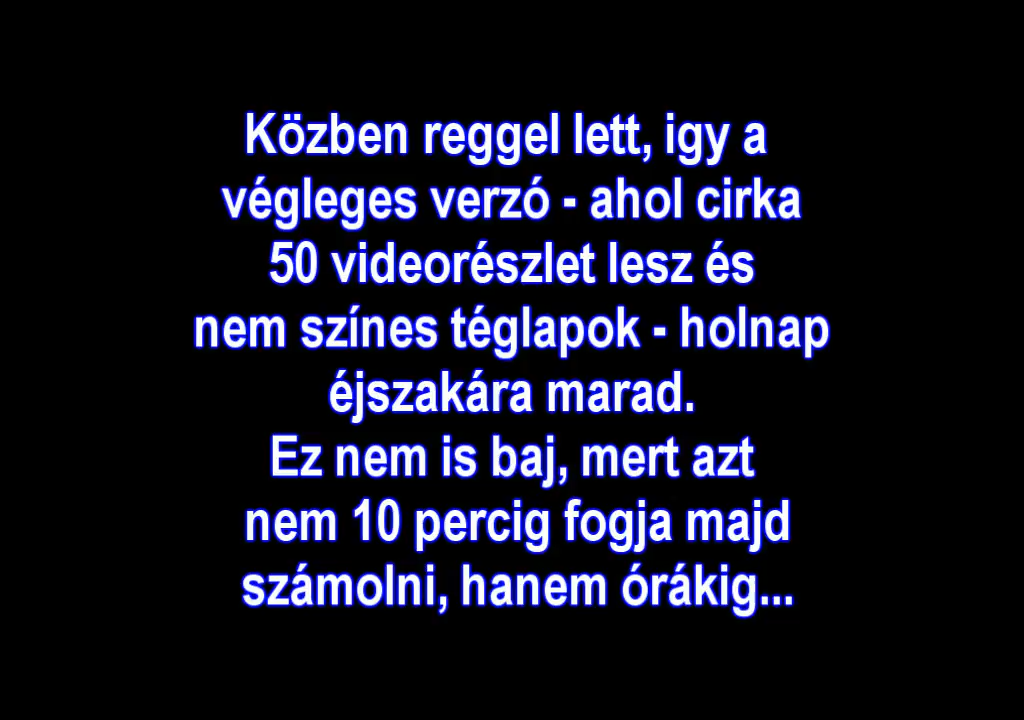 Közben reggel lett, igy a
végleges verzó - ahol cirka
50 videorészlet lesz és
nem színes téglapok - holnap
éjszakára marad.
Ez nem is baj, mert azt
nem 10 percig fogja majd
számolni, hanem órákig...